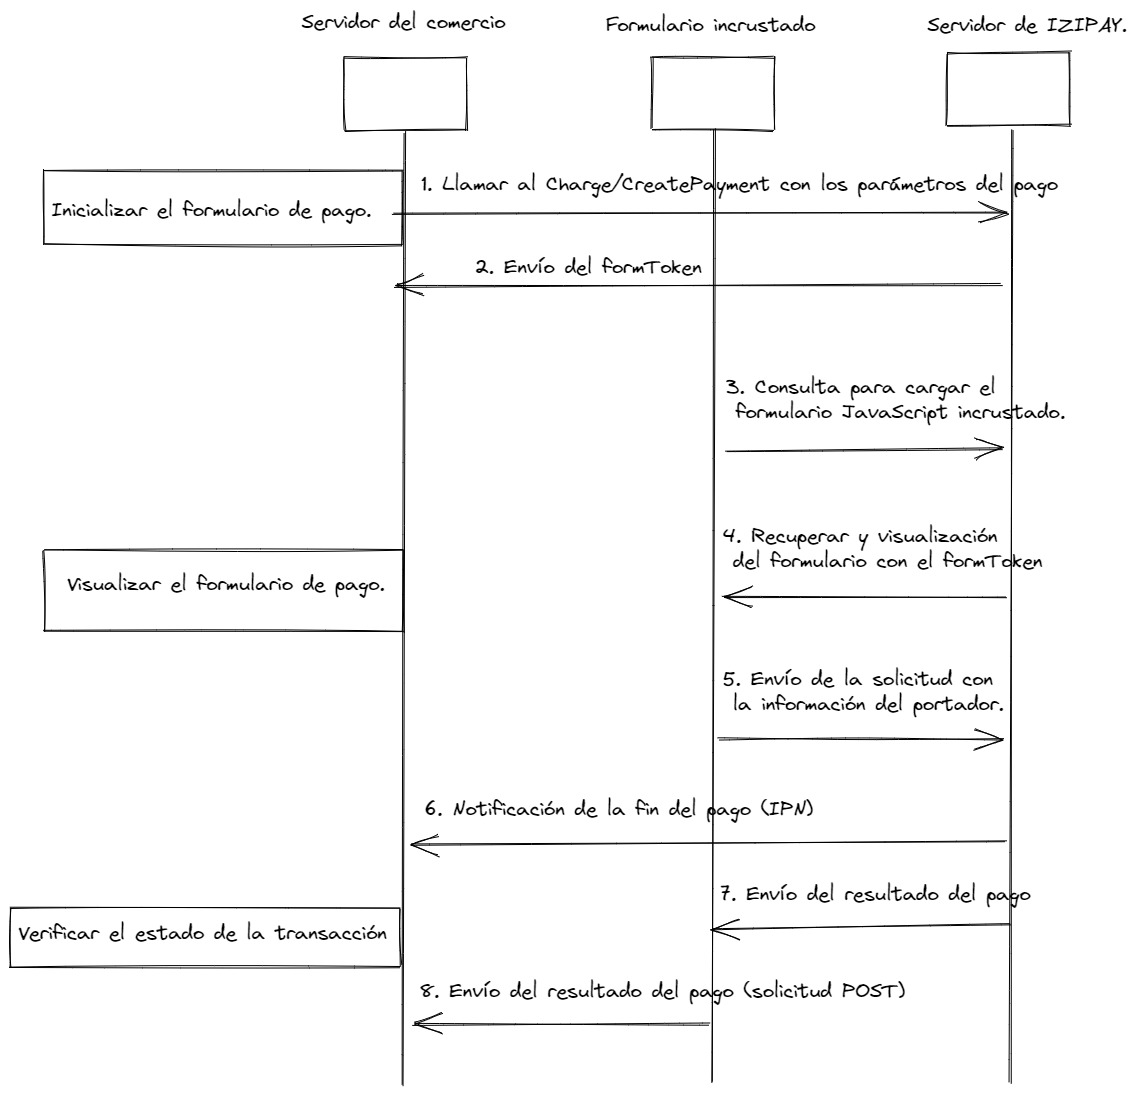 Servidor del comercio
Formulario incrustado
Servidor de IZIPAY.
1. Llamar al Charge/CreatePayment con los parámetros del pago
Inicializar el formulario de pago.
2. Envío del formToken
3. Consulta para cargar el
formulario JavaScript incrustado.
4. Recuperar y visualización
del formulario con el formToken
Visualizar el formulario de pago.
5. Envío de la solicitud con
la información del portador.
6. Notificación de la fin del pago (IPN)
7. Envío del resultado del pago
Verificar el estado de la transacción
8. Envío del resultado del pago (solicitud POST)